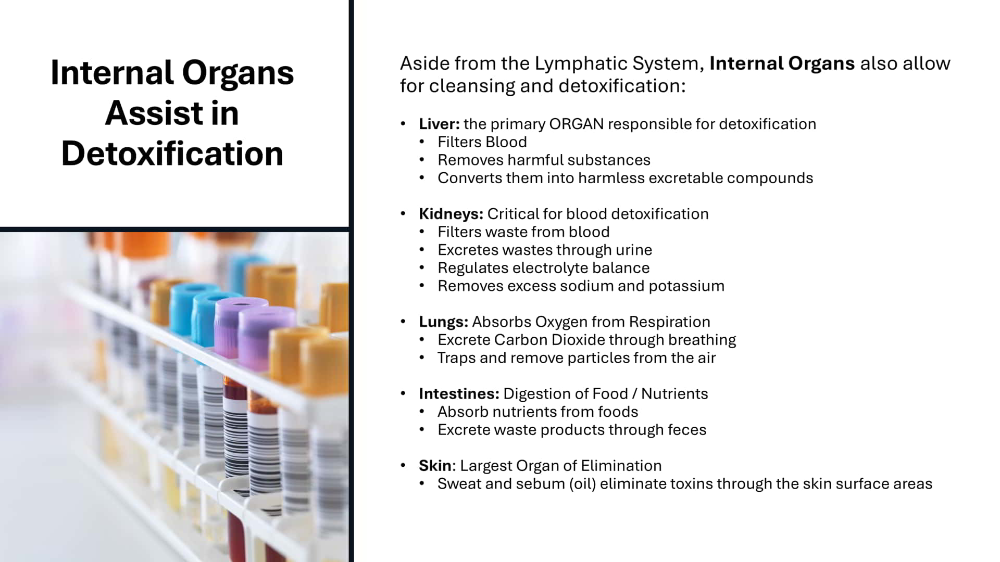 Internal Organs
Assist in
Detoxification
Aside from the Lymphatic System, Internal Organs also allow
for cleansing and detoxification:
• Liver: the primary ORGAN responsible for detoxification
• Filters Blood
• Removes harmful substances
• Converts them into harmless excretable compounds
• Kidneys: Critical for blood detoxification
• Filters waste from blood
• Excretes wastes through urine
• Regulates electrolyte balance
• Removes excess sodium and potassium
• Lungs: Absorbs Oxygen from Respiration
• Excrete Carbon Dioxide through breathing
• Traps and remove particles from the air
• Intestines: Digestion of Food / Nutrients
• Absorb nutrients from foods
• Excrete waste products through feces
• Skin: Largest Organ of Elimination
• Sweat and sebum (oil) eliminate toxins through the skin surface areas